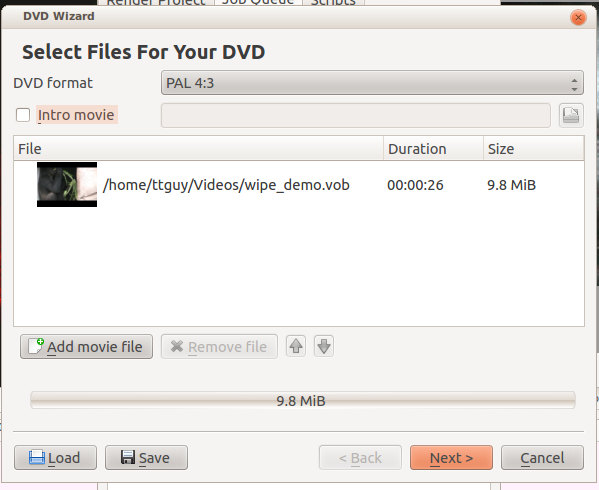 Render Project Job Queue Scripts
DVD Wizard
Select Files For Your DVD
DVD format PAL 4:3
Intro movie
File Duration Size
/home/ttguy/Videos/wipe_demo.vob 00:00:26 9.8 MiB
Add movie file Remove file
9.8 MiB
Load Save < Back Next > Cancel